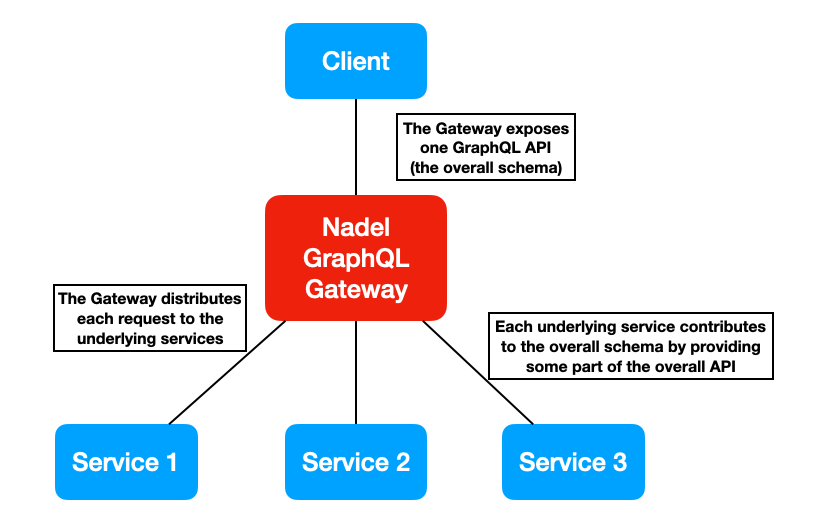 Client
The Gateway exposes
one GraphQL API
(the overall schema)
Nadel
GraphQL
Gateway
The Gateway distributes
each request to the
underlying services
Each underlying service contributes
to the overall schema by providing
some part of the overall API
Service 1
Service 2
Service 3